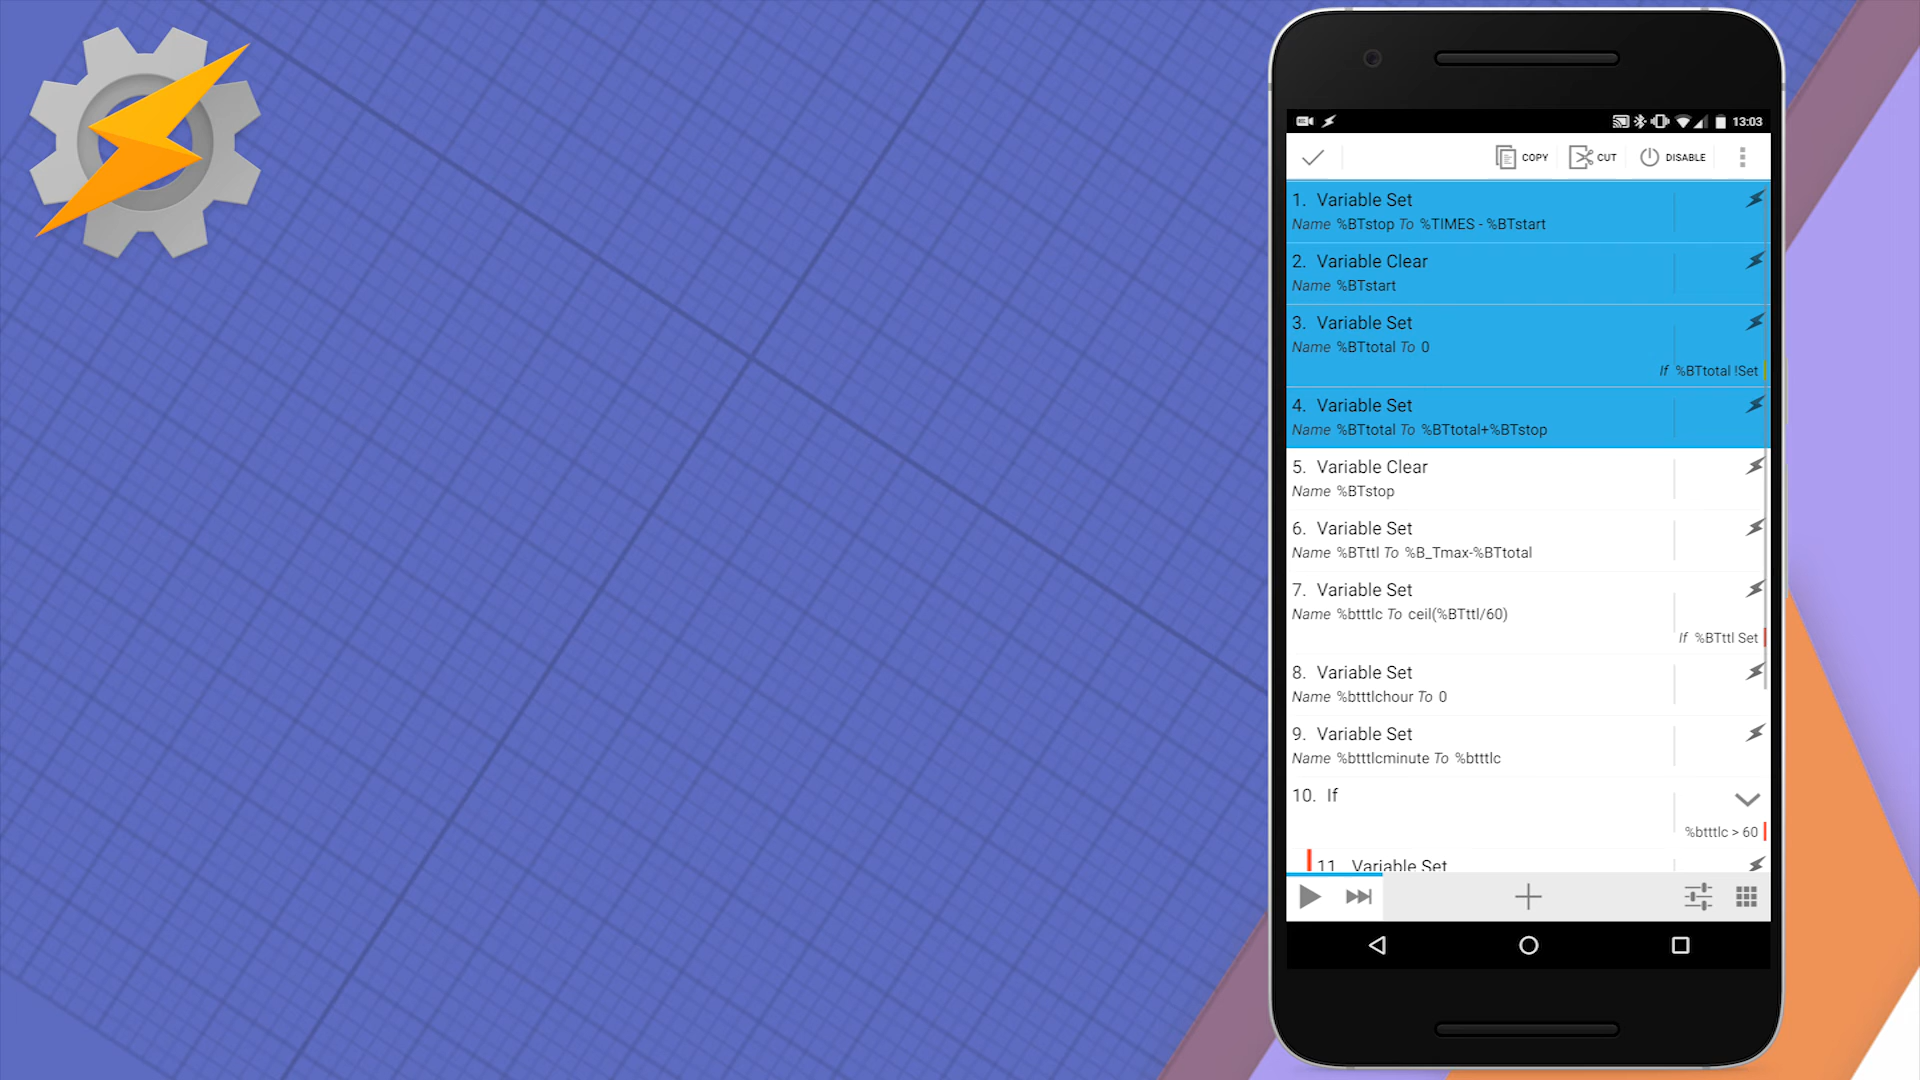 13:03
COPY CUT DISABLE
1. Variable Set
Name %BTstop To %TIMES - %BTstart
2. Variable Clear
Name %BTstart
3. Variable Set
Name %BTtotal To 0
If %BTtotal !Set
4. Variable Set
Name %BTtotal To %BTtotal+%BTstop
5. Variable Clear
Name %BTstop
6. Variable Set
Name %BTttl To %B_Tmax-%BTtotal
7. Variable Set
Name %btttlc To ceil(%BTttl/60)
If %BTttl Set
8. Variable Set
Name %btttlchour To 0
9. Variable Set
Name %btttlcminute To %btttlc
10. If
%btttlc > 60
11. Variable Set